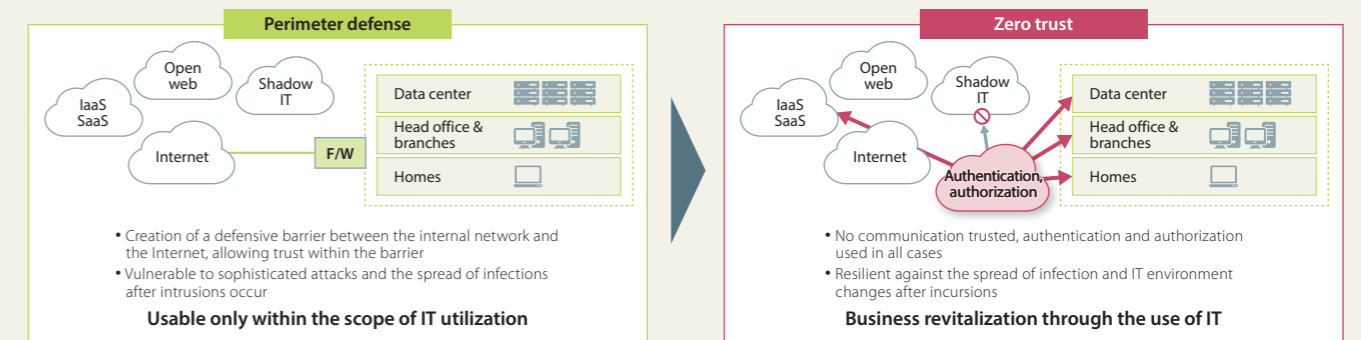 Perimeter defense
Open
web
Shadow
IT
IaaS
SaaS
Internet
F/W
Data center
Head office &
branches
Homes
• Creation of a defensive barrier between the internal network and
the Internet, allowing trust within the barrier
• Vulnerable to sophisticated attacks and the spread of infections
after intrusions occur
Usable only within the scope of IT utilization
Zero trust
Open
web
Shadow
IT
IaaS
SaaS
Internet
Authentication,
authorization
Data center
Head office &
branches
Homes
• No communication trusted, authentication and authorization
used in all cases
• Resilient against the spread of infection and IT environment
changes after incursions
Business revitalization through the use of IT